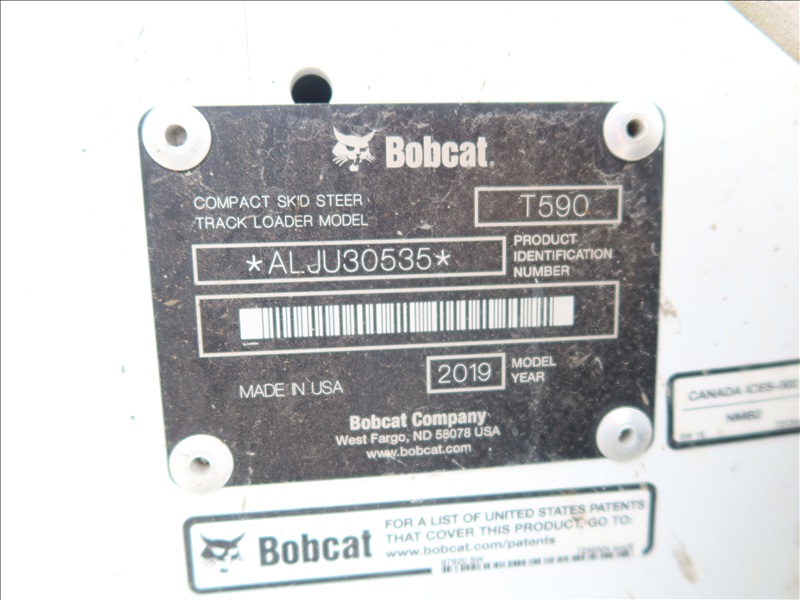 Bobcat
COMPACT SKID STEER
TRACK LOADER MODEL
T590
*ALJU30535*
PRODUCT
IDENTIFICATION
NUMBER
MADE IN USA
2019
MODEL
YEAR
Bobcat Company
West Fargo, ND 58078 USA
www.bobcat.com
CANADA ICES-002
NMB2
Bobcat
FOR A LIST OF UNITED STATES PATENTS
THAT COVER THIS PRODUCT, GO TO:
www.bobcat.com/patents